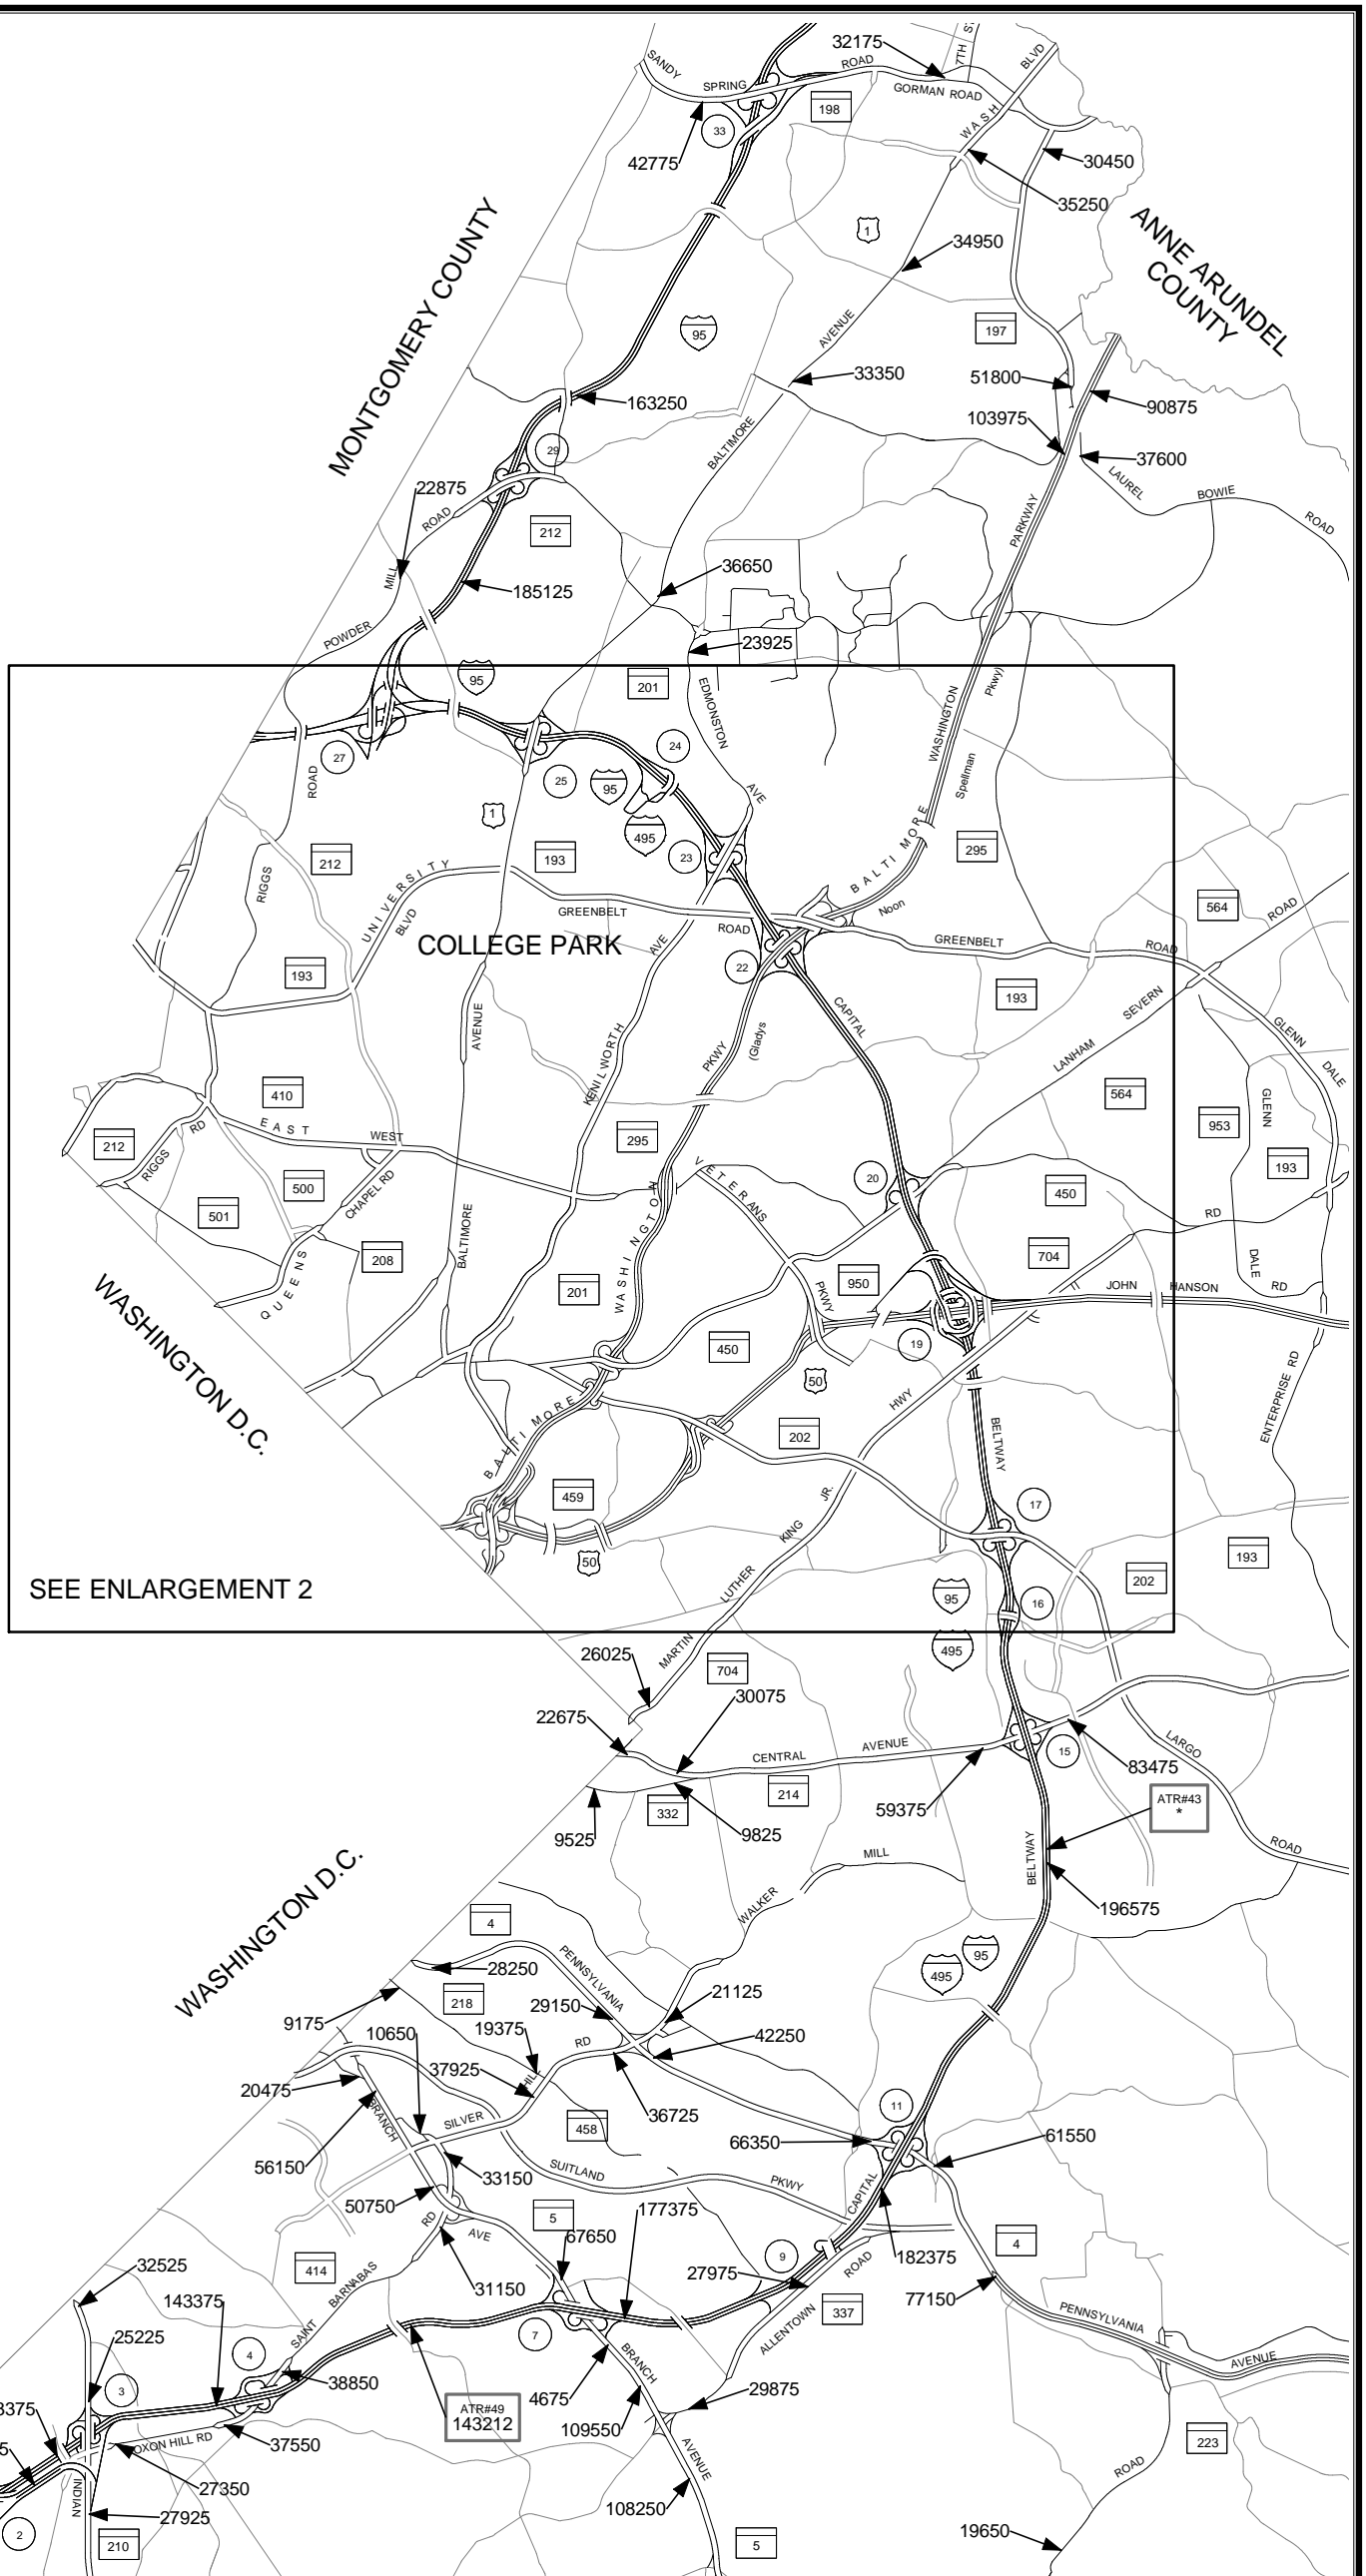 32175
SANDY
SPRING
ROAD
7TH
BLVD
GORMAN ROAD
198
WASH
33
42775
30450
35250
1
34950
ANNE ARUNDEL
COUNTY
MONTGOMERY COUNTY
95
197
AVENUE
33350
51800
163250
90875
103975
29
BALTIMORE
37600
22875
LAUREL
BOWIE
ROAD
ROAD
212
PARKWAY
MILL
36650
185125
POWDER
23925
95
201
EDMONSTON
Pkwy)
WASHINGTON
27
24
25
95
Spellman
ROAD
AVE
1
495
BALTIMORE
212
193
23
295
UNIVERSITY
RIGGS
BLVD
GREENBELT
Noon
564
ROAD
COLLEGE PARK
ROAD
GREENBELT
ROAD
AVE
193
22
193
CAPITAL
SEVERN
GLENN
AVENUE
KENILWORTH
PKWY
(Gladys
LANHAM
DALE
410
564
GLENN
953
EAST
WEST
212
RD
295
193
RIGGS
VETERANS
20
500
CHAPEL RD
450
501
RD
208
BALTIMORE
WASHINGTON
704
QUEENS
DALE
950
PKWY
JOHN
HANSON
RD
201
WASHINGTON D.C.
19
450
50
ENTERPRISE RD
HWY
BALTIMORE
202
BELTWAY
459
JR.
17
KING
50
193
SEE ENLARGEMENT 2
LUTHER
95
202
16
MARTIN
495
26025
704
30075
22675
CENTRAL
AVENUE
LARGO
15
83475
214
332
59375
ATR#43
*
9525
9825
ROAD
MILL
BELTWAY
WALKER
196575
WASHINGTON D.C.
4
PENNSYLVANIA
95
495
28250
218
29150
21125
9175
10650
19375
RD
42250
37925
HILL
20475
BRANCH
SILVER
36725
11
458
66350
61550
56150
33150
SUITLAND
PKWY
CAPITAL
50750
RD
5
177375
AVE
67650
4
9
182375
414
BARNABAS
ROAD
32525
31150
27975
77150
143375
337
PENNSYLVANIA
ALLENTOWN
SAINT
25225
4
7
BRANCH
AVENUE
3
38850
4675
29875
ATR#49
143212
109550
OXON HILL RD
37550
223
AVENUE
ROAD
27350
INDIAN
27925
108250
2
19650
210
5